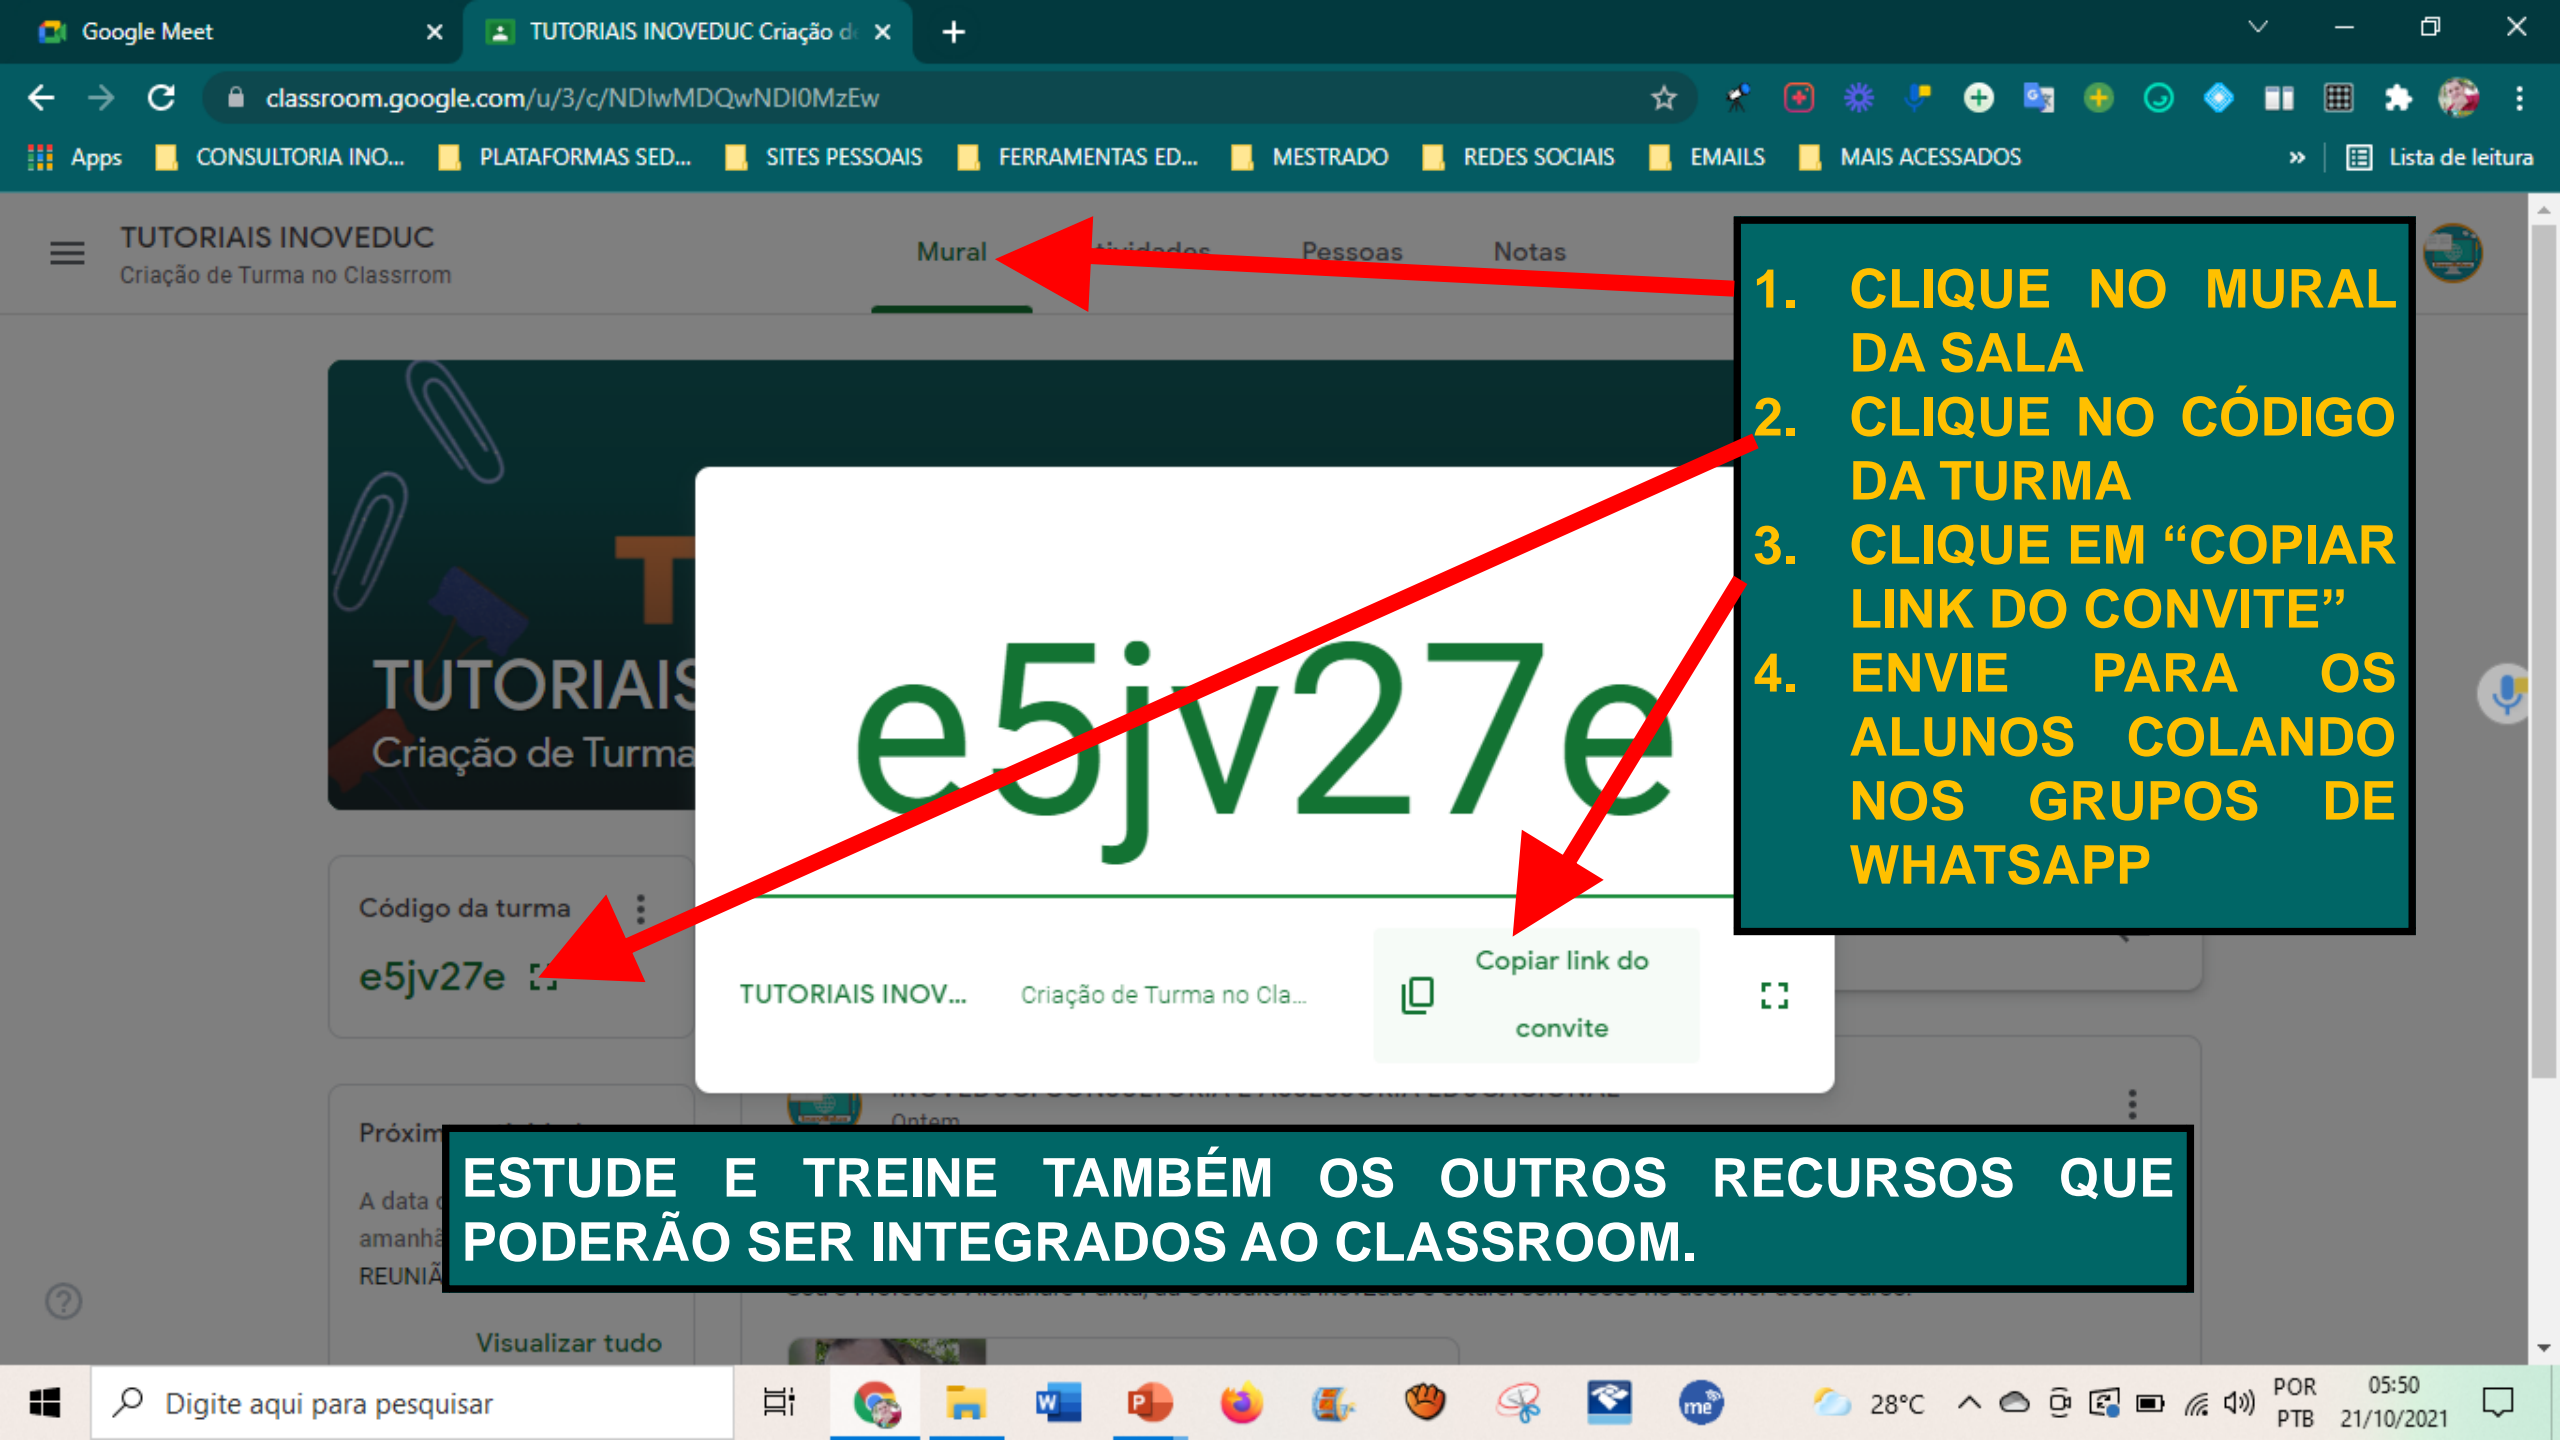 Google Meet
TUTORIAIS INOVEDUC Criação d
classroom.google.com/u/3/c/NDIwMDQwNDI0MzEw
Apps
CONSULTORIA INO...
PLATAFORMAS SED...
SITES PESSOAIS
FERRAMENTAS ED...
MESTRADO
REDES SOCIAIS
EMAILS
MAIS ACESSADOS
»
Lista de leitura
TUTORIAIS INOVEDUC
Criação de Turma no Classrrom
Mural
Pessoas
Notas
1. CLIQUE NO MURAL
DA SALA
2. CLIQUE NO CÓDIGO
DA TURMA
3. CLIQUE EM “COPIAR
LINK DO CONVITE”
4. ENVIE PARA OS
ALUNOS COLANDO
NOS GRUPOS DE
WHATSAPP
TUTORIAIS
Criação de Turma
e5jv27e
Código da turma
e5jv27e
TUTORIAIS INOV...
Criação de Turma no Cla...
Copiar link do
convite
Ontem
Próxim
A data
amanhã
REUNIÃ
ESTUDE E TREINE TAMBÉM OS OUTROS RECURSOS QUE
PODERÃO SER INTEGRADOS AO CLASSROOM.
Visualizar tudo
Digite aqui para pesquisar
28°C
POR
PTB
05:50
21/10/2021